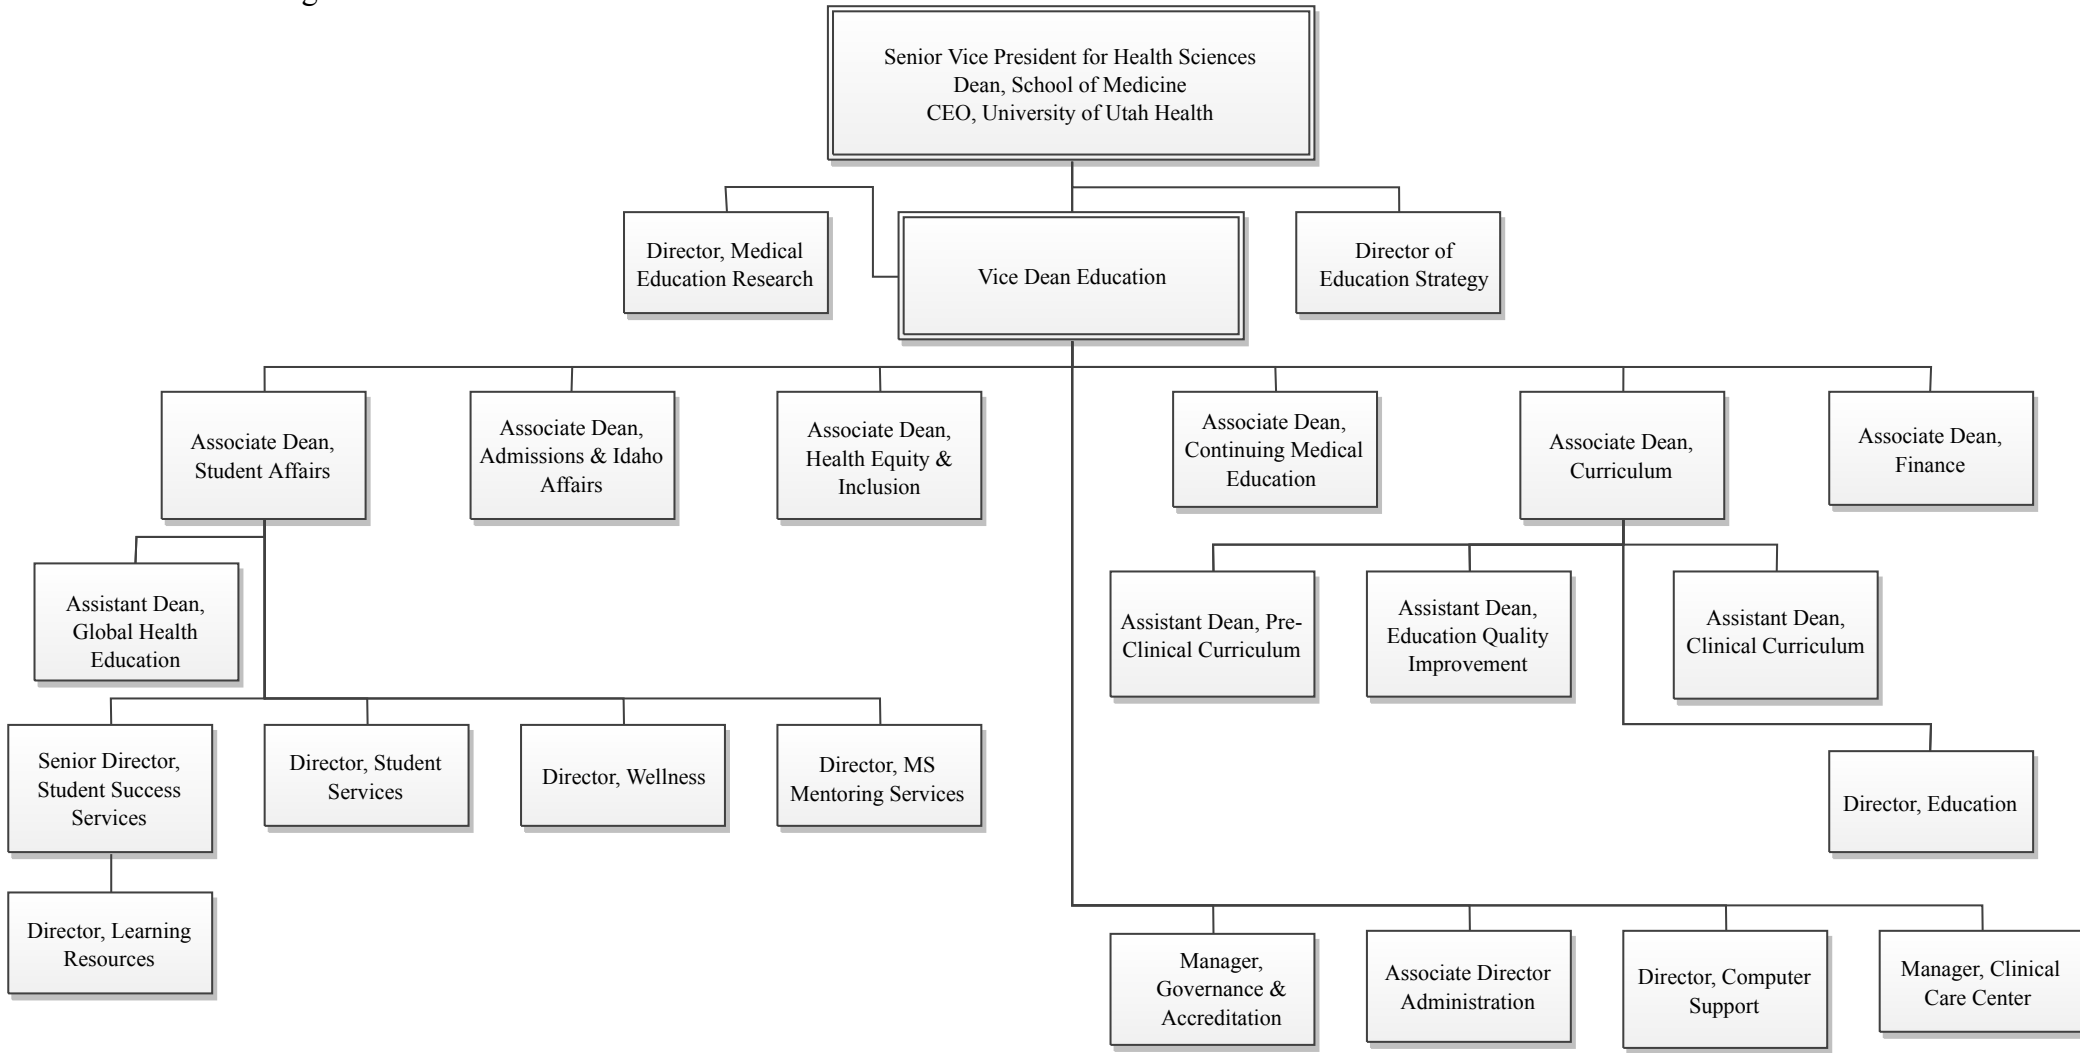 Senior Vice President for Health Sciences
Dean, School of Medicine
CEO, University of Utah Health
Director, Medical
Education Research
Vice Dean Education
Director of
Education Strategy
Associate Dean,
Student Affairs
Associate Dean,
Admissions & Idaho
Affairs
Associate Dean,
Health Equity &
Inclusion
Associate Dean,
Continuing Medical
Education
Associate Dean,
Curriculum
Associate Dean,
Finance
Assistant Dean,
Global Health
Education
Assistant Dean, Pre-
Clinical Curriculum
Assistant Dean,
Education Quality
Improvement
Assistant Dean,
Clinical Curriculum
Senior Director,
Student Success
Services
Director, Student
Services
Director, Wellness
Director, MS
Mentoring Services
Director, Education
Director, Learning
Resources
Manager,
Governance &
Accreditation
Associate Director
Administration
Director, Computer
Support
Manager, Clinical
Care Center